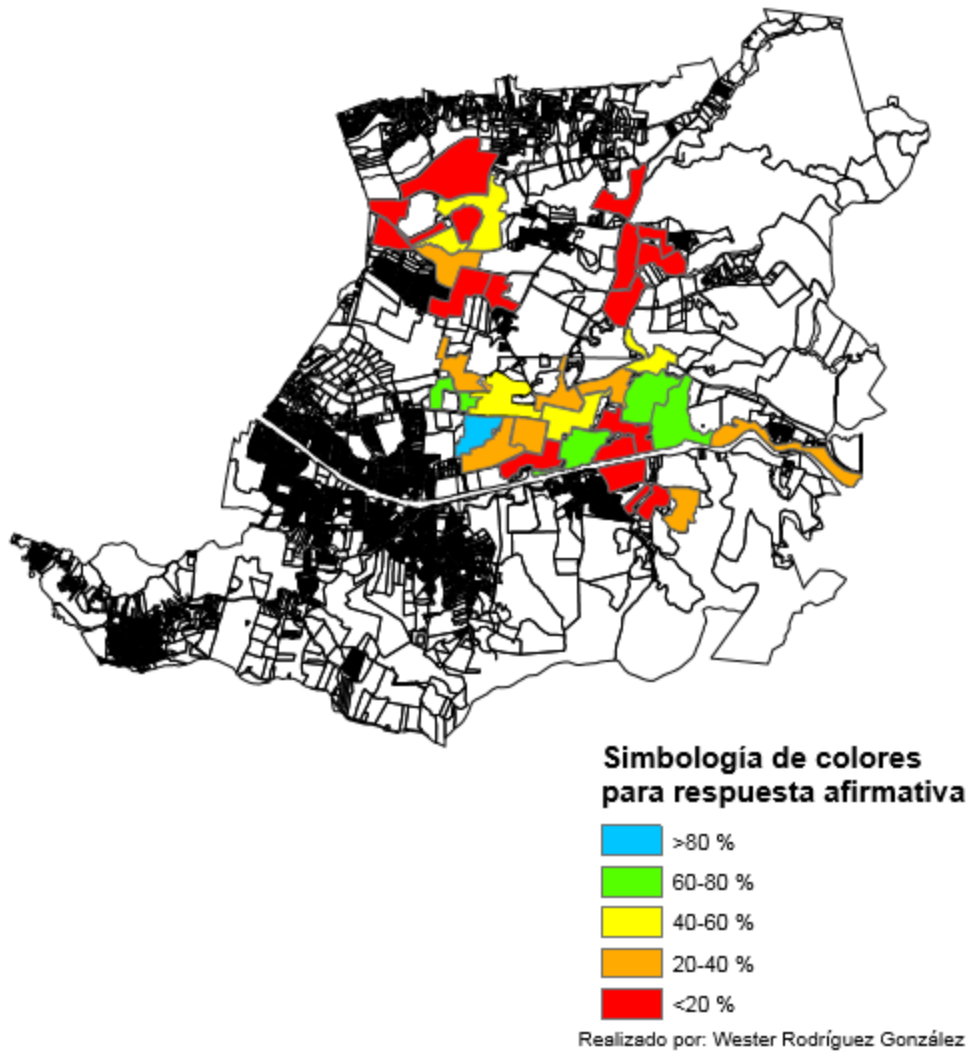 Simbología de colores
para respuesta afirmativa
>80 %
60-80 %
40-60 %
20-40 %
<20 %
Realizado por: Wester Rodríguez González